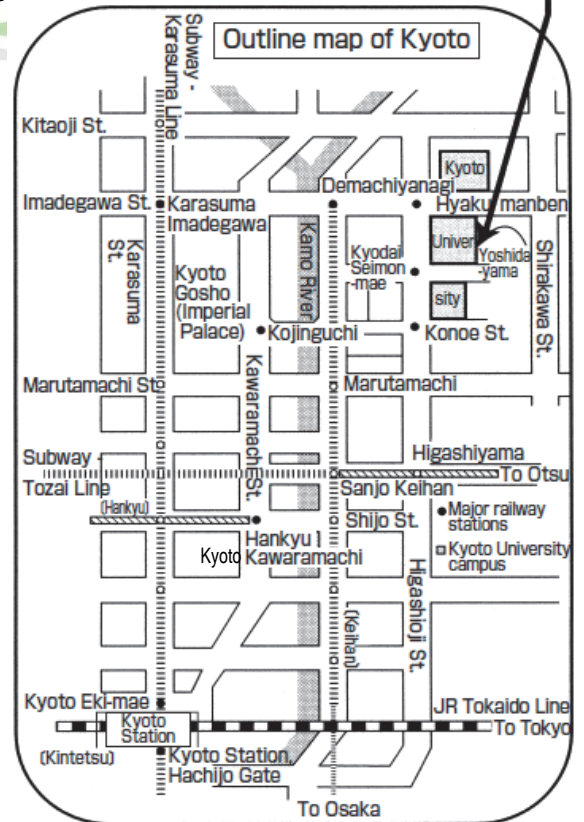 Outline map of Kyoto
Subway -
Karasuma Line
Kitaoji St.
Kyoto
Demachiyanagi
Imadegawa St.
Karasuma
Imadegawa
Hyakumanben
Karasuma
St.
Kamo River
Univer
Yoshida
-yama
Shirakawa St.
Kyodai
Seimon
-mae
Kyoto
Gosho
(Imperial
Palace)
sity
Kojinguchi
Konoe St.
Marutamachi St.
Kawaramachi St.
Marutamachi
Subway -
Tozai Line
Higashiyama
To Otsu
Sanjo Keihan
(Hankyu)
Shijo St.
Major railway
stations
Hankyu
Kyoto Kawaramachi
Kyoto University
campus
Higashioji St.
(Keihan)
Kyoto Eki-mae
JR Tokaido Line
Kyoto
Station
To Tokyo
(Kintetsu)
Kyoto Station,
Hachijo Gate
To Osaka